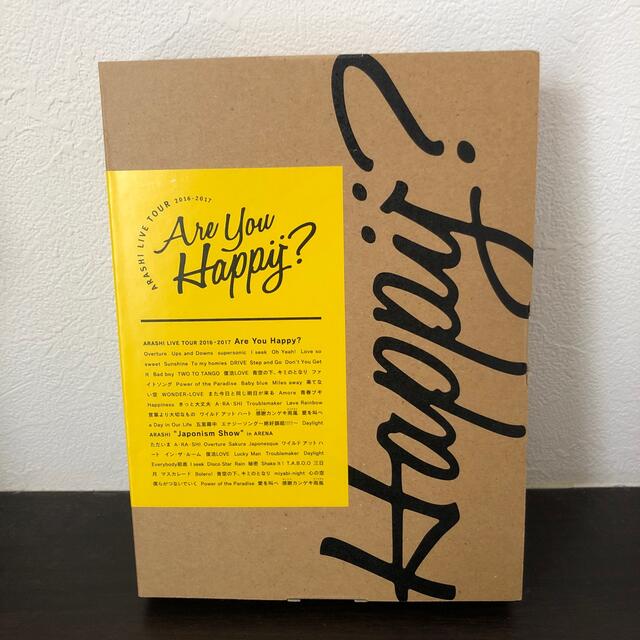 ARASHI LIVE TOUR 2016-2017
Are You
Happy?
ARASHI LIVE TOUR 2016-2017 Are You Happy?
Overture Ups and Downs supersonic I seek Oh Yeah! Love so
sweet Sunshine To my homies DRIVE Step and Go Don't You Get
It Bad boy TWO TO TANGO 復活LOVE 青空の下、キミのとなり ファ
イトソング Power of the Paradise Baby blue Miles away 果てな
い空 WONDER-LOVE また今日と同じ明日が来る Amore 青春ブギ
Happiness きっと大丈夫 A・RA・SHI Troublemaker Løve Rainbow
言葉より大切なもの ワイルド アット ハート 感謝カンゲキ雨嵐 愛を叫べ
a Day in Our Life 五里霧中 エナジーソング〜絶好調超!!!!〜 Daylight
ARASHI "Japonism Show" in ARENA
ただいま A・RA・SHI Overture Sakura Japonesque ワイルド アット ハ
ート イン・ザ・ルーム 復活LOVE Lucky Man Troublemaker Daylight
Everybody前進 I seek Disco Star Rain 秘密 Shake it! T.A.B.O.O 三日
月 マスカレード Bolero! 青空の下、キミのとなり miyabi-night 心の空
僕らがつないでいく Power of the Paradise 愛を叫べ 感謝カンゲキ雨嵐
Happy?